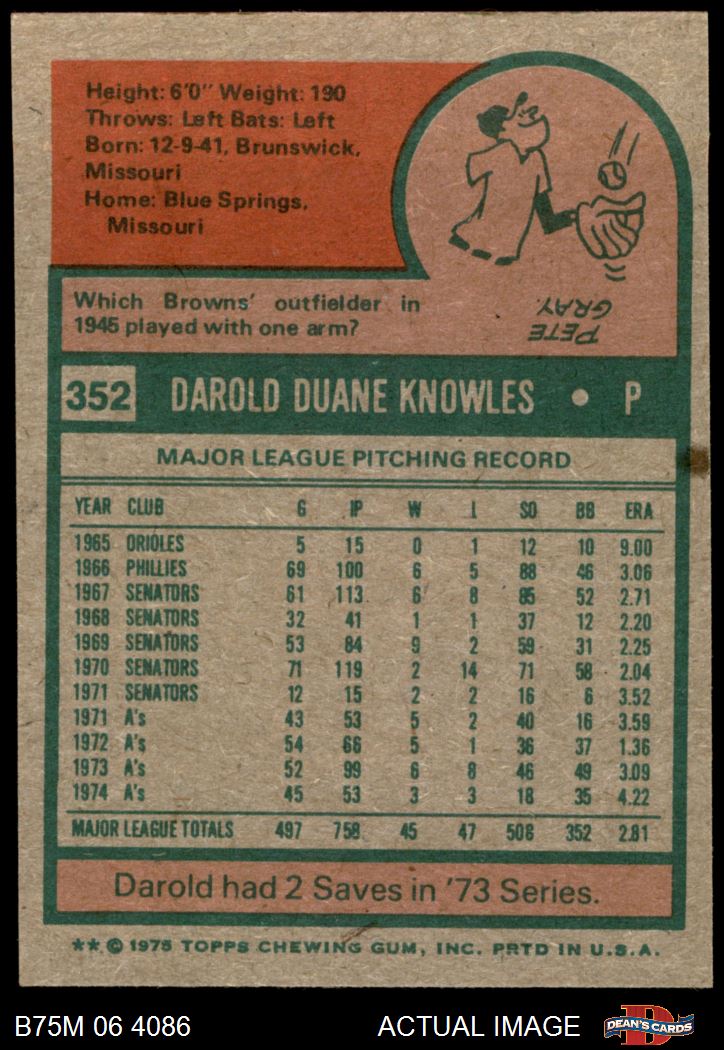 Height: 6'0" Weight: 190
Throws: Left Bats: Left
Born: 12-9-41, Brunswick,
Missouri
Home: Blue Springs,
Missouri
Which Browns' outfielder in
1945 played with one arm?
PETE
GRAY.
352 DAROLD DUANE KNOWLES • P
MAJOR LEAGUE PITCHING RECORD
YEAR CLUB G IP W L SO BB ERA
1965 ORIOLES 5 15 0 1 12 10 9.00
1966 PHILLIES 69 100 6 5 88 46 3.06
1967 SENATORS 61 113 6 8 85 52 2.71
1968 SENATORS 32 41 1 1 37 12 2.20
1969 SENATORS 53 84 9 2 59 31 2.25
1970 SENATORS 71 119 2 14 71 58 2.04
1971 SENATORS 12 15 2 2 16 6 3.52
1971 A's 43 53 5 2 40 16 3.59
1972 A's 54 66 5 1 36 37 1.36
1973 A's 52 99 6 8 46 49 3.09
1974 A's 45 53 3 3 18 35 4.22
MAJOR LEAGUE TOTALS 497 758 45 47 508 352 2.81
Darold had 2 Saves in '73 Series.
** © 1975 TOPPS CHEWING GUM, INC. PRTD IN U.S.A.
B75M 06 4086 ACTUAL IMAGE
D
DEAN'S CARDS